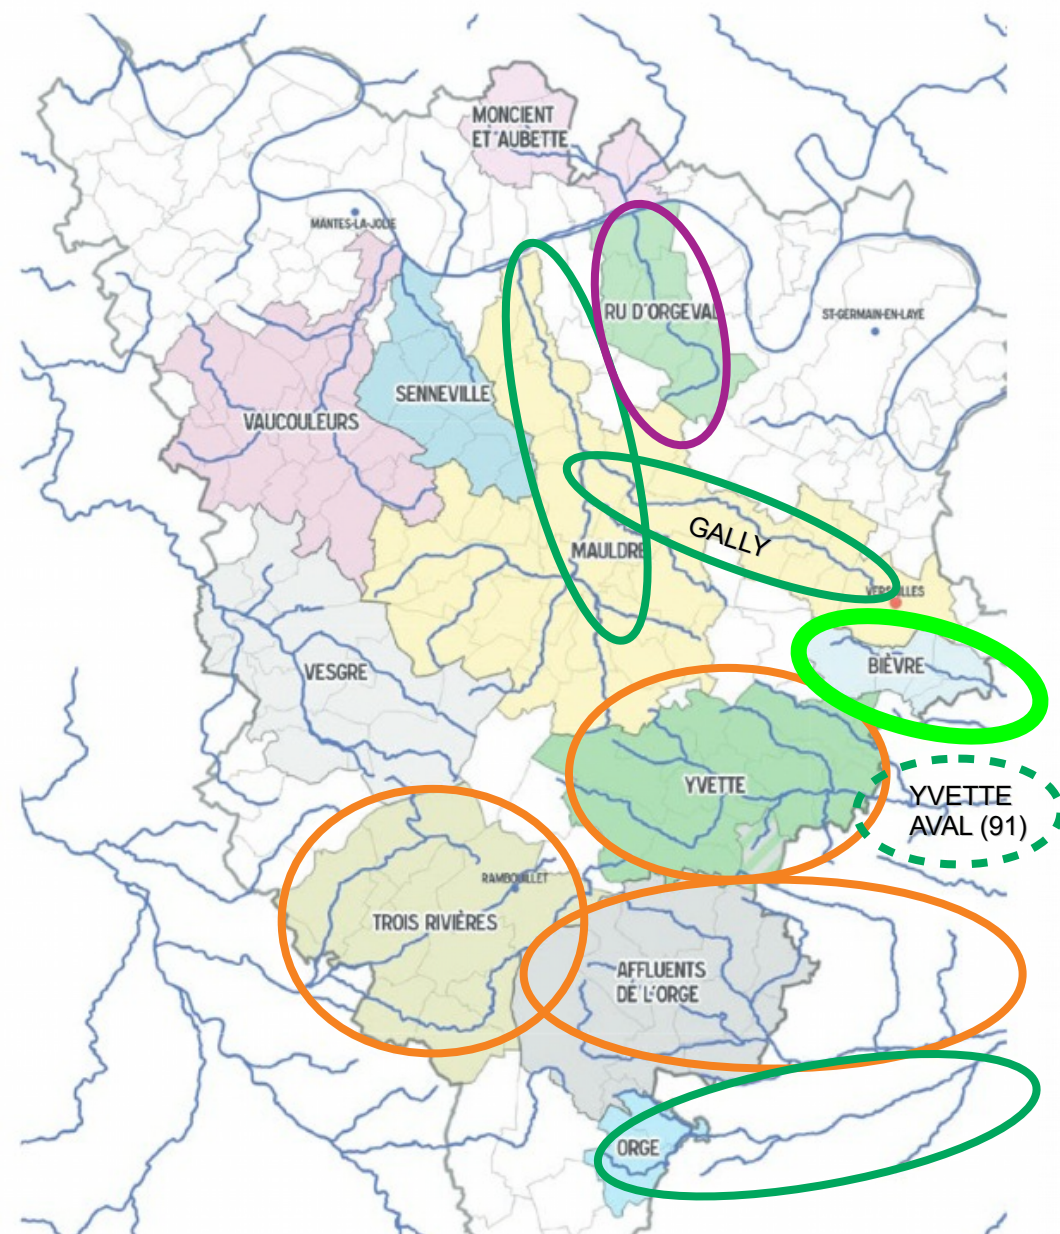 MONCIENT
ET AUBETTE
MANTES-LA-JOLIE
RU D'ORGEVAL
ST-GERMAIN-EN-LAYE
SENNEVILLE
VAUCOULEURS
GALLY
MAULDRE
VERSAILLES
BIÈVRE
VESGRE
YVETTE
YVETTE
AVAL (91)
RAMBOUILLET
TROIS RIVIÈRES
AFFLUENTS
DE L'ORGE
ORGE